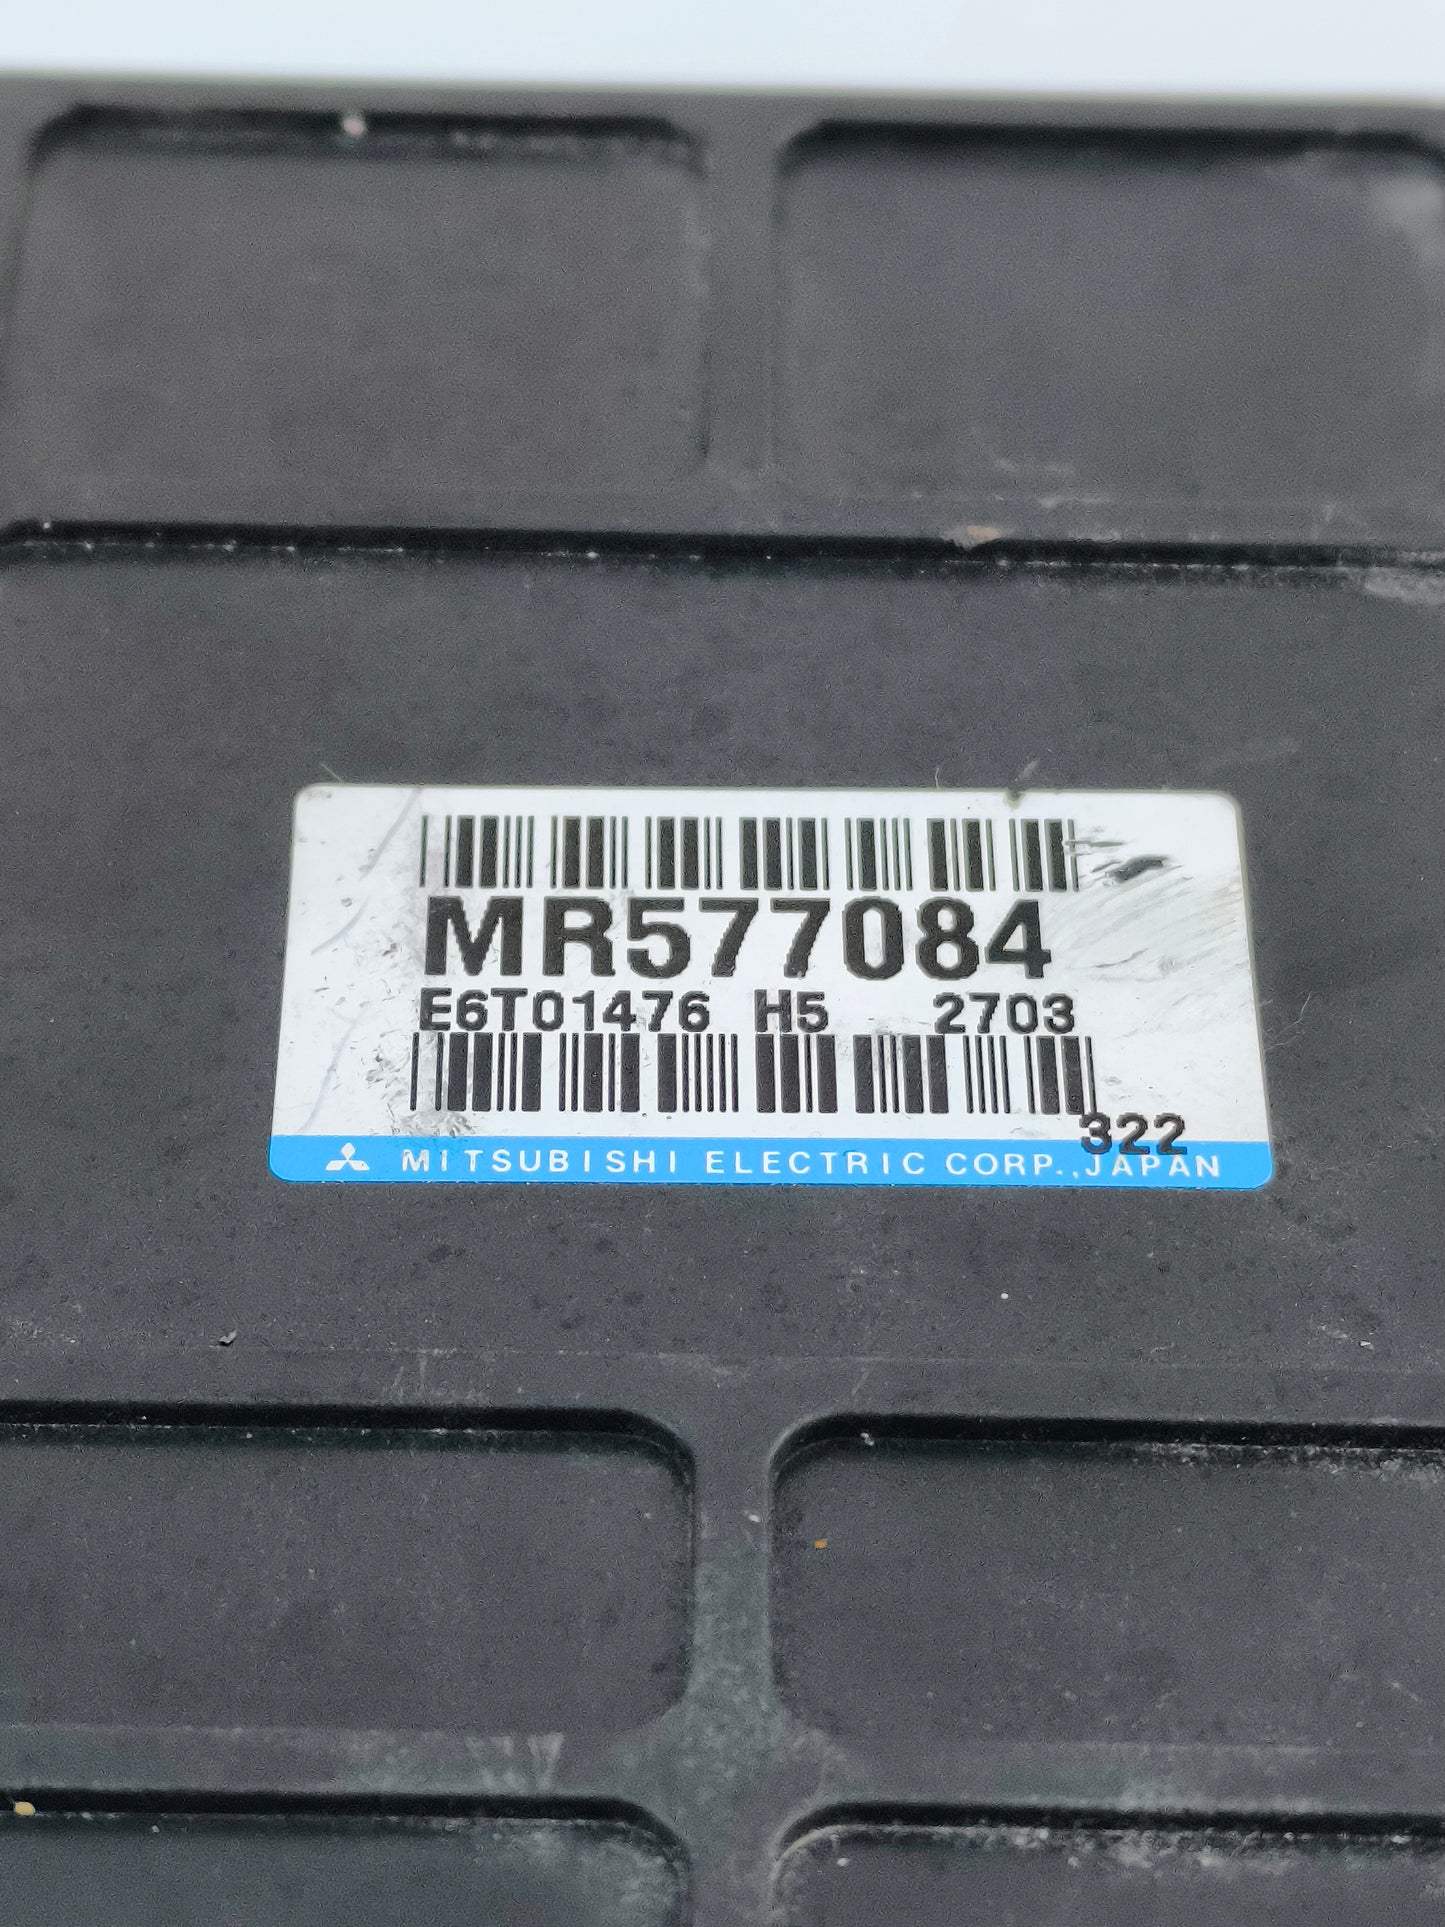 MR577084
E6T01476 H5 2703
322
MITSUBISHI ELECTRIC CORP.,JAPAN